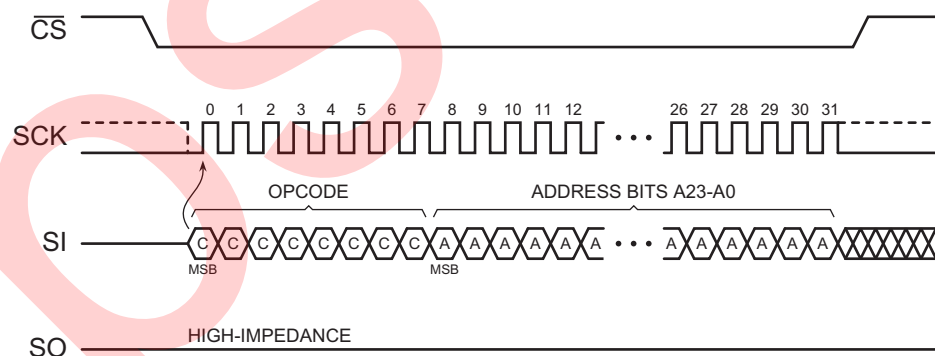 CS
0 1 2 3 4 5 6 7 8 9 10 11 12 26 27 28 29 30 31
SCK
OPCODE
ADDRESS BITS A23-A0
SI
C C C C C C C C A A A A A A A A A A A A
MSB
MSB
HIGH-IMPEDANCE
SO